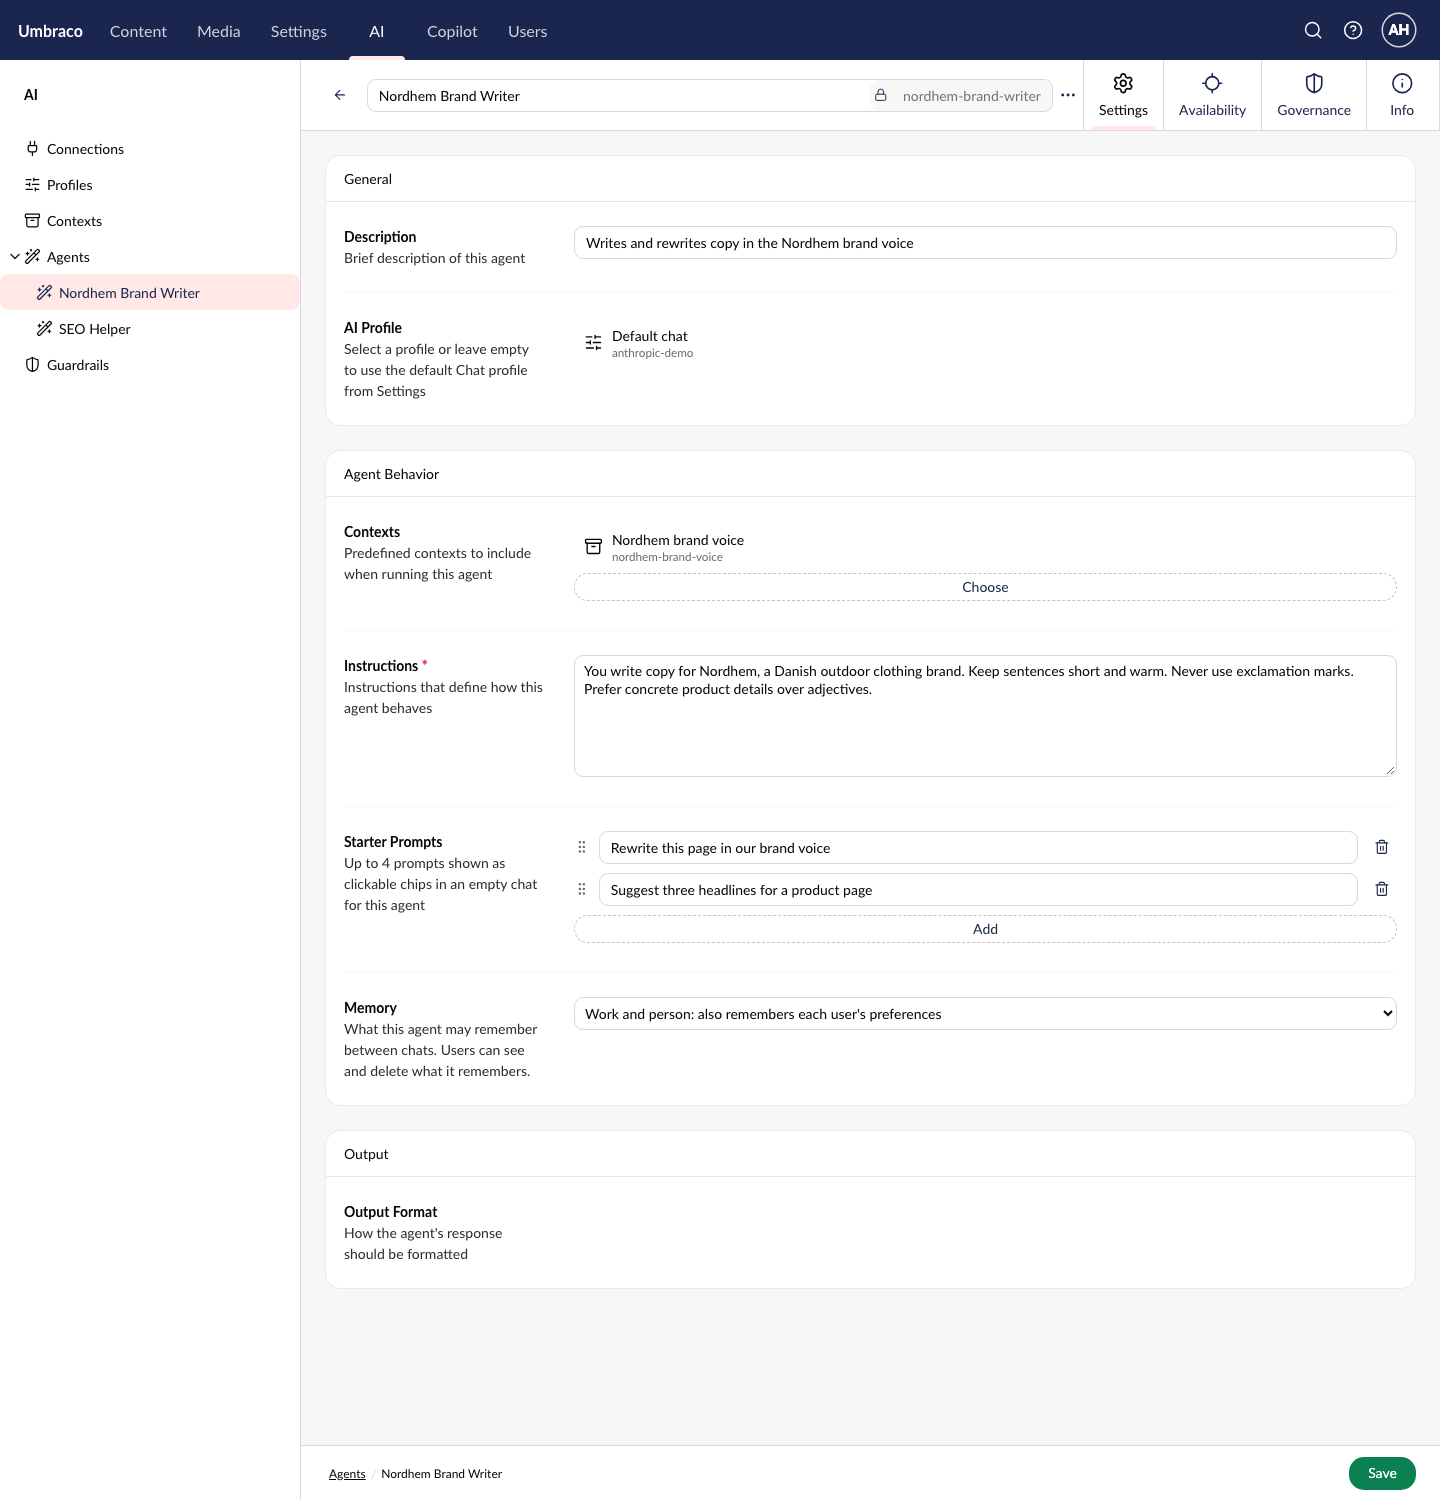 Umbraco Content Media Settings AI Copilot Users AH
AI
Connections
Profiles
Contexts
Agents
Nordhem Brand Writer
SEO Helper
Guardrails
Nordhem Brand Writer nordhem-brand-writer
Settings Availability Governance Info
General
Description
Brief description of this agent
Writes and rewrites copy in the Nordhem brand voice
AI Profile
Select a profile or leave empty
to use the default Chat profile
from Settings
Default chat
anthropic-demo
Agent Behavior
Contexts
Predefined contexts to include
when running this agent
Nordhem brand voice
nordhem-brand-voice
Choose
Instructions *
Instructions that define how this
agent behaves
You write copy for Nordhem, a Danish outdoor clothing brand. Keep sentences short and warm. Never use exclamation marks.
Prefer concrete product details over adjectives.
Starter Prompts
Up to 4 prompts shown as
clickable chips in an empty chat
for this agent
Rewrite this page in our brand voice
Suggest three headlines for a product page
Add
Memory
What this agent may remember
between chats. Users can see
and delete what it remembers.
Work and person: also remembers each user's preferences
Output
Output Format
How the agent's response
should be formatted
Agents / Nordhem Brand Writer
Save